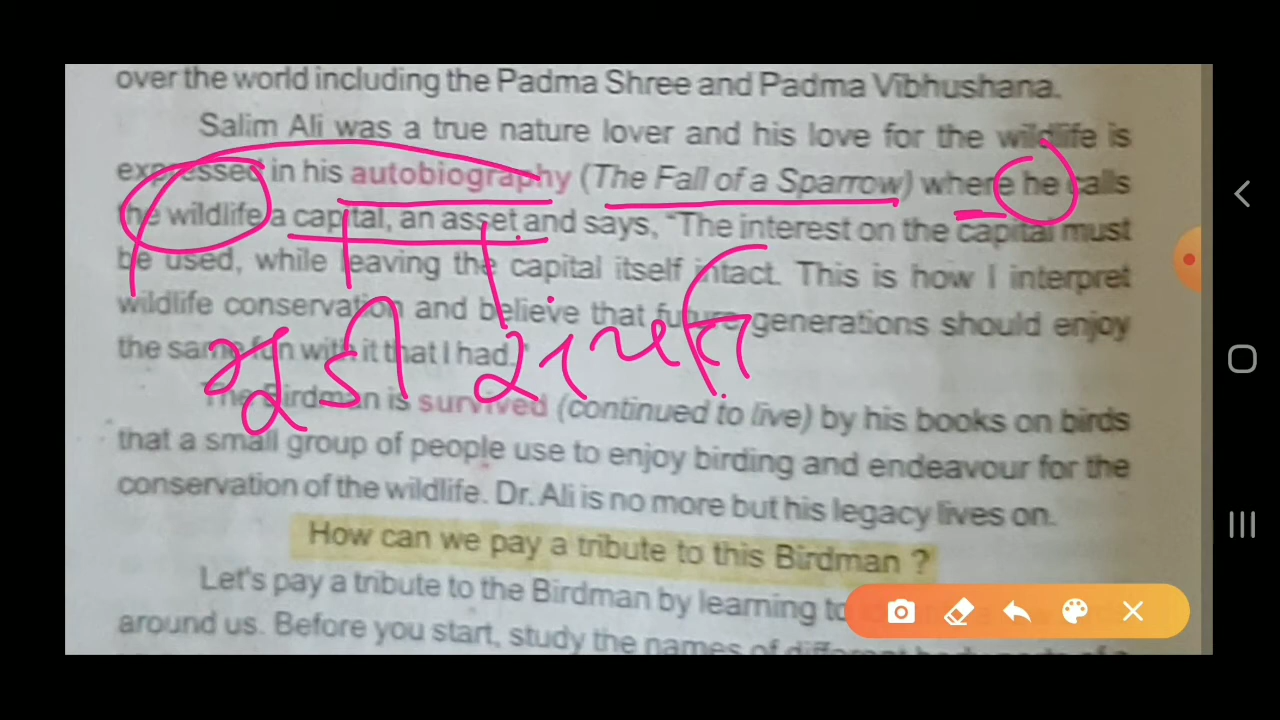 over the world including the Padma Shree and Padma Vibhushana.
Salim Ali was a true nature lover and his love for the wildlife is
expressed in his autobiography (The Fall of a Sparrow) where he calls
the wildlife a capital, an asset and says, "The interest on the capital must
be used, while leaving the capital itself intact. This is how I interpret
wildlife conservation and believe that future generations should enjoy
the same fun with it that I had."
મૂડી સંપત્તિ
The Birdman is survived (continued to live) by his books on birds
that a small group of people use to enjoy birding and endeavour for the
conservation of the wildlife. Dr. Ali is no more but his legacy lives on.
How can we pay a tribute to this Birdman ?
Let's pay a tribute to the Birdman by learning to
around us. Before you start, study the names of different body parts of a